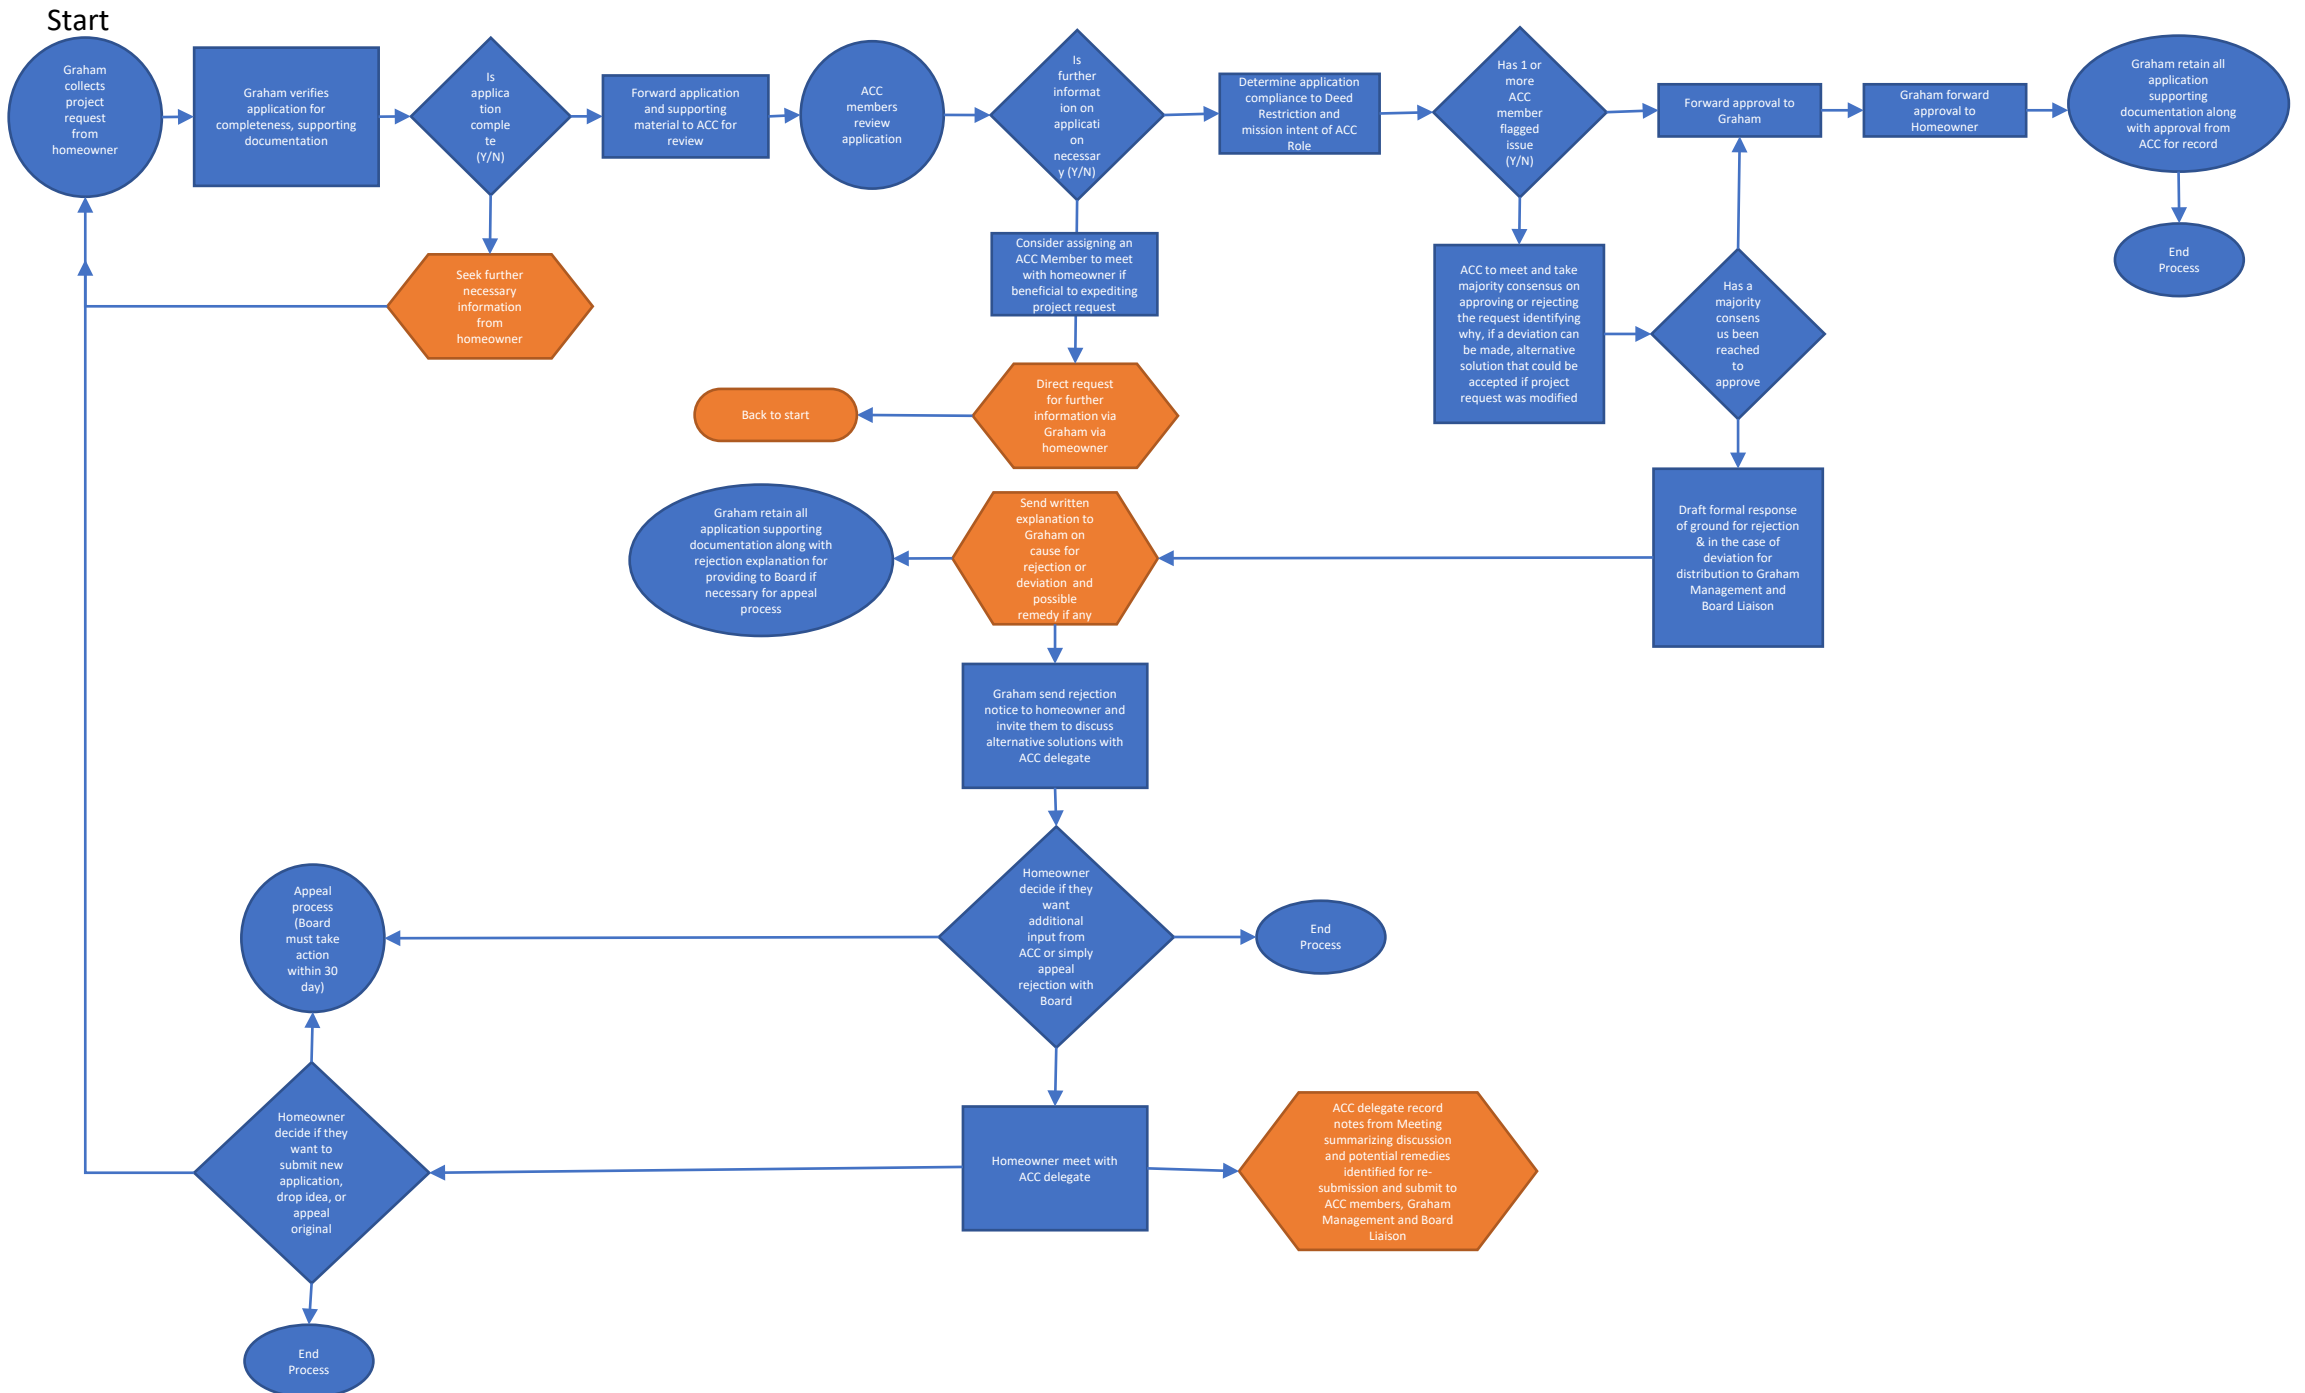 Start
Graham
collects
project
request
from
homeowner
Graham verifies
application for
completeness, supporting
documentation
Is
applica
tion
comple
te
(Y/N)
Forward application
and supporting
material to ACC for
review
ACC
members
review
application
Is
further
informat
ion on
applicati
on
necessar
y (Y/N)
Determine application
compliance to Deed
Restriction and
mission intent of ACC
Role
Has 1 or
more
ACC
member
flagged
issue
(Y/N)
Forward approval to
Graham
Graham forward
approval to
Homeowner
Graham retain all
application
supporting
documentation along
with approval from
ACC for record
End
Process
Seek further
necessary
information
from
homeowner
Consider assigning an
ACC Member to meet
with homeowner if
beneficial to expediting
project request
ACC to meet and take
majority consensus on
approving or rejecting
the request identifying
why, if a deviation can
be made, alternative
solution that could be
accepted if project
request was modified
Has a
majority
consens
us been
reached
to
approve
Back to start
Direct request
for further
information via
Graham via
homeowner
Graham retain all
application supporting
documentation along with
rejection explanation for
providing to Board if
necessary for appeal
process
Send written
explanation to
Graham on
cause for
rejection or
deviation  and
possible
remedy if any
Draft formal response
of ground for rejection
& in the case of
deviation for
distribution to Graham
Management and
Board Liaison
Graham send rejection
notice to homeowner and
invite them to discuss
alternative solutions with
ACC delegate
Appeal
process
(Board
must take
action
within 30
day)
Homeowner
decide if they
want
additional
input from
ACC or simply
appeal
rejection with
Board
End
Process
Homeowner
decide if they
want to
submit new
application,
drop idea, or
appeal
original
Homeowner meet with
ACC delegate
ACC delegate record
notes from Meeting
summarizing discussion
and potential remedies
identified for re-
submission and submit to
ACC members, Graham
Management and Board
Liaison
End
Process